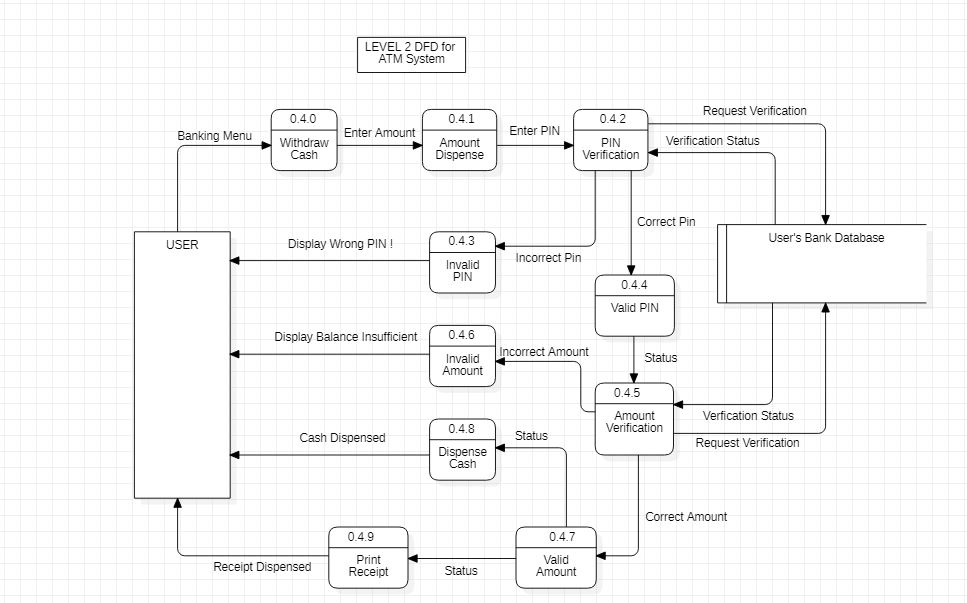 LEVEL 2 DFD for
ATM System
Request Verification
0.4.0
0.4.1
0.4.2
Banking Menu
Enter Amount
Enter PIN
Verification Status
Withdraw
Cash
Amount
Dispense
PIN
Verification
Correct Pin
USER
Display Wrong PIN !
0.4.3
Invalid
PIN
Incorrect Pin
User's Bank Database
0.4.4
Valid PIN
Display Balance Insufficient
0.4.6
Invalid
Amount
Incorrect Amount
Status
0.4.5
Amount
Verification
Verfication Status
Request Verification
Cash Dispensed
0.4.8
Dispense
Cash
Status
Correct Amount
0.4.9
Print
Receipt
0.4.7
Valid
Amount
Receipt Dispensed
Status